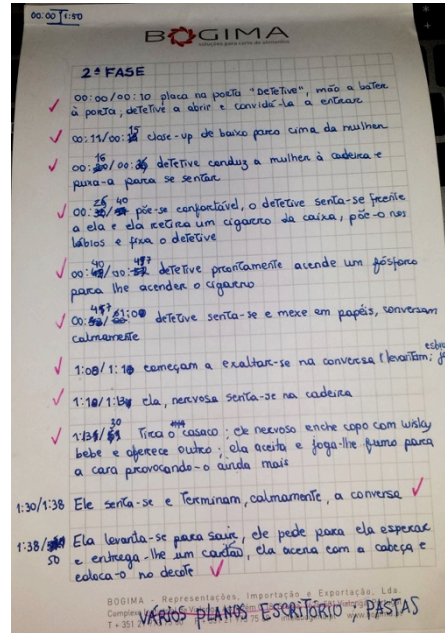 00:00 1:50
BOGIMA
soluções para corte de alimentos
2ª FASE
00:00/00:10 placa na porta "DeTeTive", mão a bater
à porta, deTeTive a abrir e convidá-la a entrar
00:11/00:15 close-up de baixo para cima da mulher
00:16/00: deTeTive conduz a mulher à cadeira e
puxa-a para se sentar
00:26/40 põe-se confortável, o deTeTive senta-se frente
a ela e ela retira um cigarro da caixa, põe-o nos
lábios e fixa o deTetive
00:40/00:47 deTeTive prontamente acende um fósforo
para lhe acender o cigarro
00:47/01:00 deTetive senta-se e mexe em papéis, conversam
calmamente
1:00/1:10 começam a exaltar-se na conversa (levantam;
1:10/1:13 ela, nervosa senta-se na cadeira
1:13/30 Tira o casaco; ele nervoso enche copo com wisky
bebe e oferece outro; ela aceita e joga-lhe fumo para
a cara provocando-o ainda mais
1:30/1:38 Ele senta-se e Terminam, calmamente, a conversa
1:38/50 Ela levanta-se para sair, ele pede para ela esperar
e entrega-lhe um cartão, ela acena com a cabeça e
coloca-o no decote
BOGIMA - Representações, Importação e Exportação, Lda.
VÁRIOS PLANOS ESCRITÓRIO; PASTAS